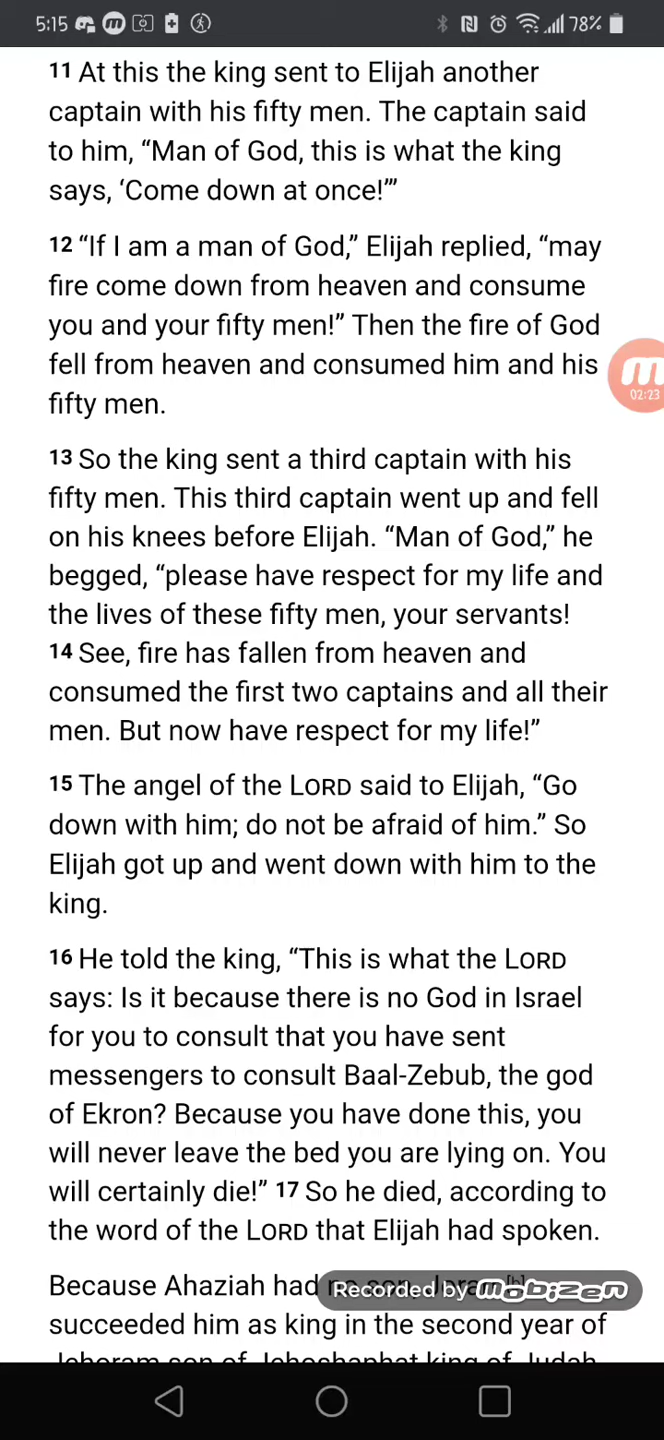 5:15
78%
11 At this the king sent to Elijah another
captain with his fifty men. The captain said
to him, “Man of God, this is what the king
says, ‘Come down at once!’”
12 “If I am a man of God,” Elijah replied, “may
fire come down from heaven and consume
you and your fifty men!” Then the fire of God
fell from heaven and consumed him and his
fifty men.
02:23
13 So the king sent a third captain with his
fifty men. This third captain went up and fell
on his knees before Elijah. “Man of God,” he
begged, “please have respect for my life and
the lives of these fifty men, your servants!
14 See, fire has fallen from heaven and
consumed the first two captains and all their
men. But now have respect for my life!”
15 The angel of the LORD said to Elijah, “Go
down with him; do not be afraid of him.” So
Elijah got up and went down with him to the
king.
16 He told the king, “This is what the LORD
says: Is it because there is no God in Israel
for you to consult that you have sent
messengers to consult Baal-Zebub, the god
of Ekron? Because you have done this, you
will never leave the bed you are lying on. You
will certainly die!” 17 So he died, according to
the word of the LORD that Elijah had spoken.
Because Ahaziah had
Recorded by mobizen
succeeded him as king in the second year of
Jehoram son of Jehoshaphat king of Judah